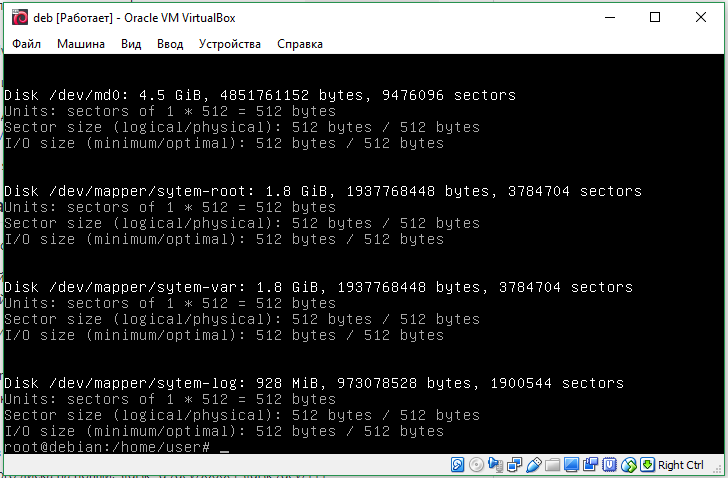 deb [Работает] - Oracle VM VirtualBox
Файл Машина Вид Ввод Устройства Справка
Disk /dev/md0: 4.5 GiB, 4851761152 bytes, 9476096 sectors
Units: sectors of 1 * 512 = 512 bytes
Sector size (logical/physical): 512 bytes / 512 bytes
I/O size (minimum/optimal): 512 bytes / 512 bytes
Disk /dev/mapper/sytem-root: 1.8 GiB, 1937768448 bytes, 3784704 sectors
Units: sectors of 1 * 512 = 512 bytes
Sector size (logical/physical): 512 bytes / 512 bytes
I/O size (minimum/optimal): 512 bytes / 512 bytes
Disk /dev/mapper/sytem-var: 1.8 GiB, 1937768448 bytes, 3784704 sectors
Units: sectors of 1 * 512 = 512 bytes
Sector size (logical/physical): 512 bytes / 512 bytes
I/O size (minimum/optimal): 512 bytes / 512 bytes
Disk /dev/mapper/sytem-log: 928 MiB, 973078528 bytes, 1900544 sectors
Units: sectors of 1 * 512 = 512 bytes
Sector size (logical/physical): 512 bytes / 512 bytes
I/O size (minimum/optimal): 512 bytes / 512 bytes
root@debian:/home/user# _
Right Ctrl